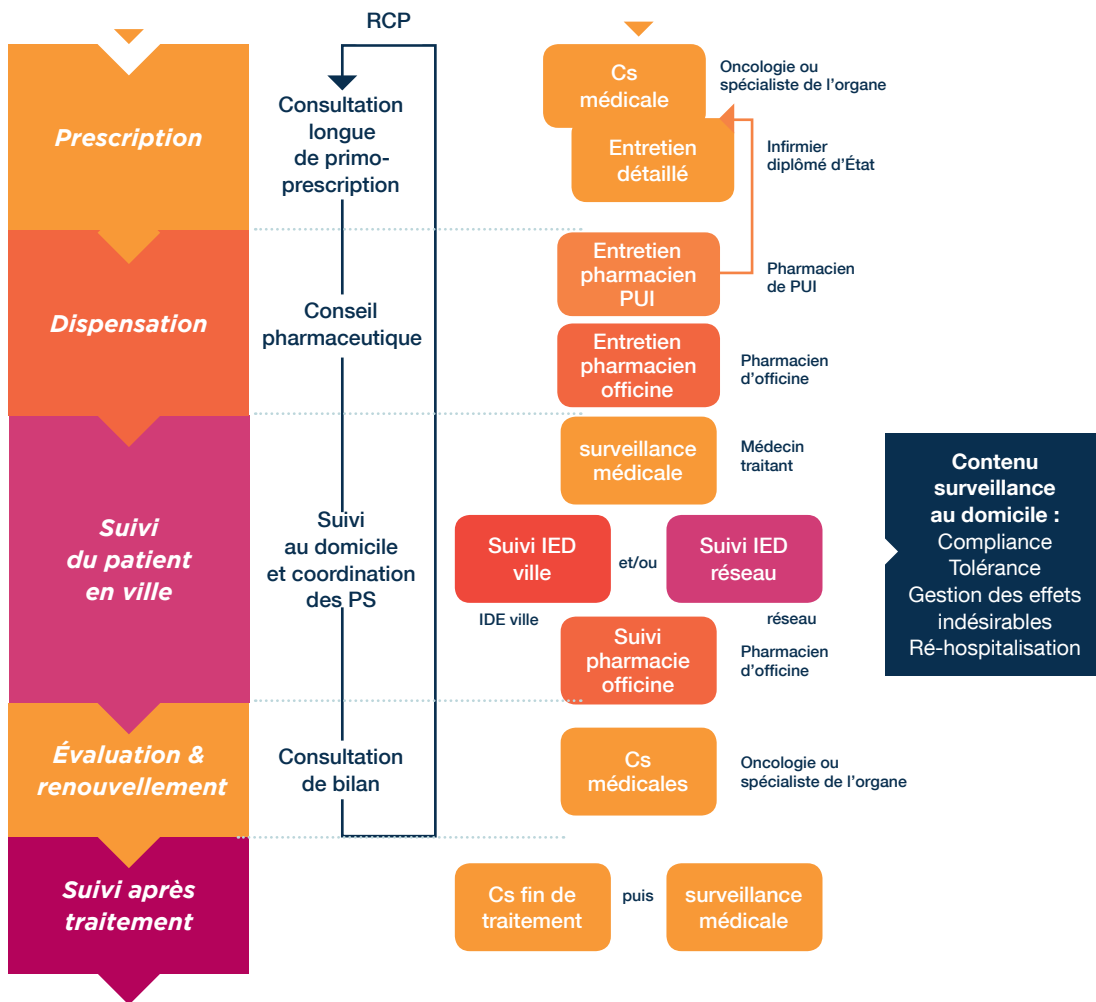 RCP
Prescription
Consultation
longue
de primo-
prescription
Cs
médicale
Oncologie ou
spécialiste de l'organe
Entretien
détaillé
Infirmier
diplômé d'État
Dispensation
Conseil
pharmaceutique
Entretien
pharmacien
PUI
Pharmacien
de PUI
Entretien
pharmacien
officine
Pharmacien
d'officine
Suivi
du patient
en ville
Suivi
au domicile
et coordination
des PS
surveillance
médicale
Médecin
traitant
Suivi IED
ville
et/ou
Suivi IED
réseau
IDE ville
réseau
Suivi
pharmacie
officine
Pharmacien
d'officine
Contenu
surveillance
au domicile :
Compliance
Tolérance
Gestion des effets
indésirables
Ré-hospitalisation
Évaluation &
renouvellement
Consultation
de bilan
Cs
médicales
Oncologie ou
spécialiste de l'organe
Suivi après
traitement
Cs fin de
traitement
puis
surveillance
médicale